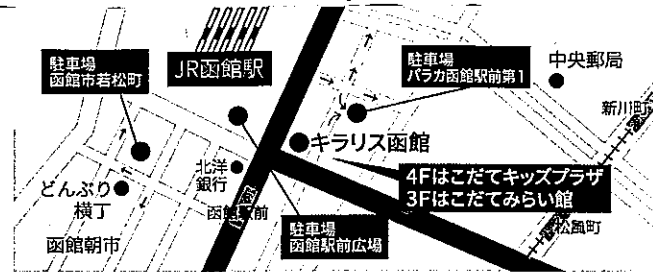 駐車場
函館市若松町
JR函館駅
駐車場
パラカ函館駅前第1
中央郵局
新川町
キラリス函館
4Fはこだてキッズプラザ
3Fはこだてみらい館
北洋
銀行
どんぶり
横丁
函館駅前
函館朝市
駐車場
函館駅前広場
松風町